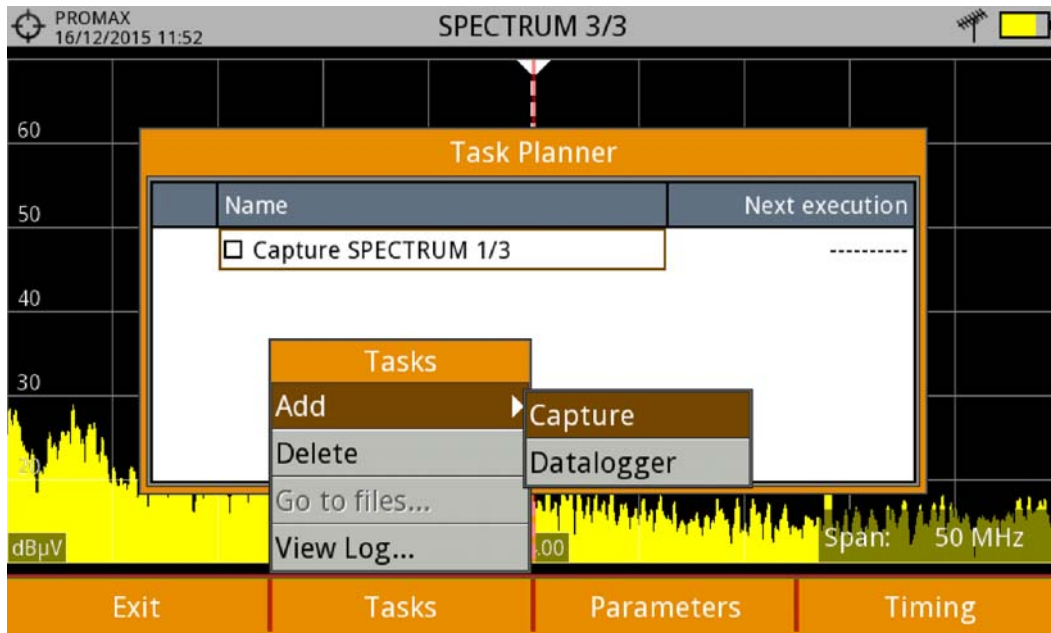 PROMAX
16/12/2015 11:52
SPECTRUM 3/3
60
50
40
30
20
dBµV
Task Planner
Name Next execution
Capture SPECTRUM 1/3 ----------
Tasks
Add
Delete
Go to files...
View Log...
Capture
Datalogger
.00
Span: 50 MHz
Exit Tasks Parameters Timing